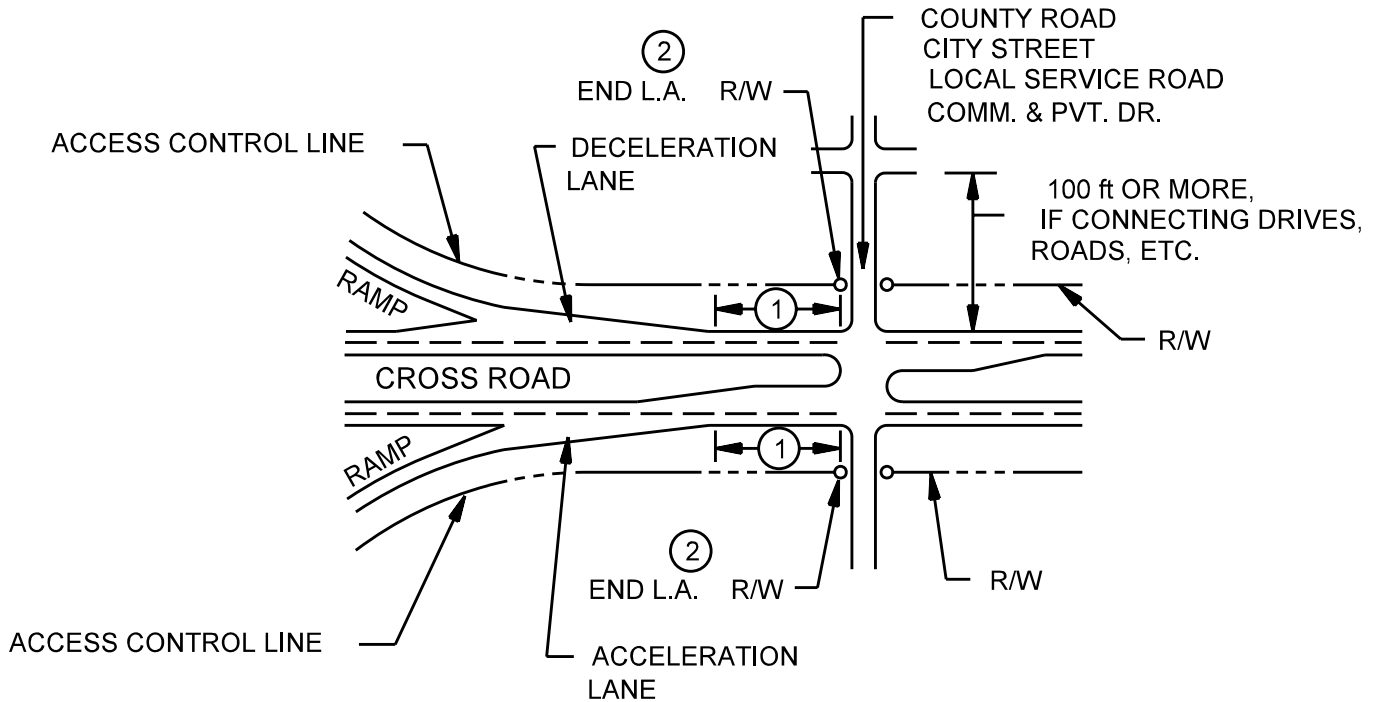 COUNTY ROAD
CITY STREET
LOCAL SERVICE ROAD
COMM. & PVT. DR.
2
END L.A. R/W
ACCESS CONTROL LINE
DECELERATION
LANE
100 ft OR MORE,
IF CONNECTING DRIVES,
ROADS, ETC.
RAMP
1
R/W
CROSS ROAD
RAMP
1
2
END L.A. R/W
R/W
ACCESS CONTROL LINE
ACCELERATION
LANE